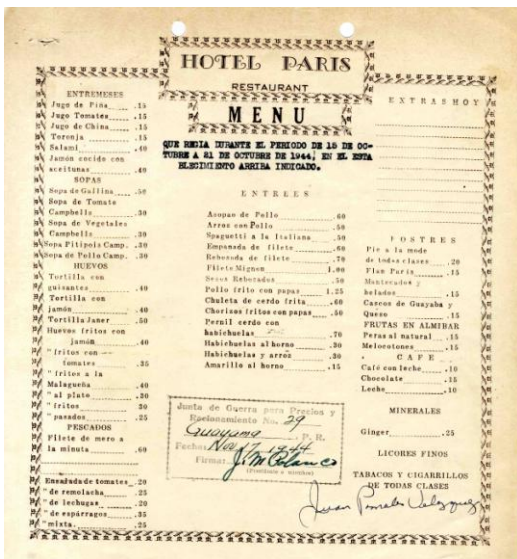 HOTEL PARIS
RESTAURANT
MENU
QUE REGIA DURANTE EL PERIODO DE 15 DE OC-
TUBRE A 21 DE OCTUBRE DE 1944, EN EL ESTA
BLECIMIENTO ARRIBA INDICADO.
ENTREMESES
Jugo de Piña .15
Jugo Tomates .15
Jugo de China .15
Toronja .15
Salami .40
Jamón cocido con
aceitunas .40
SOPAS
Sopa de Gallina .50
Sopa de Tomate
Campbells .30
Sopa de Vegetales
Campbells .30
Sopa Pitipois Camp. .30
Sopa de Pollo Camp. .30
HUEVOS
Tortilla con
guisantes .40
Tortilla con
jamón .40
Tortilla Janer .50
Huevos fritos con
jamón .40
" fritos con
tomates .35
" fritos a la
Malagueña .40
" al plato .30
" fritos .30
" pasados .25
PESCADOS
Filete de mero a
la minuta .60
Ensalada de tomates .20
" de remolacha .25
" de lechugas .20
" de espárragos .35
" mixta .25
ENTREES
Asopao de Pollo .60
Arroz con Pollo .50
Spaguetti a la Italiana .50
Empanada de filete .60
Rebozada de filete .70
Filete Mignon 1.00
Sesos Rebozados .50
Pollo frito con papas 1.25
Chuleta de cerdo frita .60
Chorizos fritos con papas .50
Pernil cerdo con
habichuelas .70
Habichuelas al horno .30
Habichuelas y arroz .30
Amarillo al horno .15
Junta de Guerra para Precios y
Racionamiento No. 29
Guayama, P. R.
Fecha: Nov 17 1944
Firma: J. M. Polanco
EXTRAS HOY
POSTRES
Pie a la mode
de todas clases .20
Flan París .15
Mantecados y
helados .15
Cascos de Guayaba y
Queso .15
FRUTAS EN ALMIBAR
Peras al natural .15
Melocotones .15
CAFE
Café con leche .10
Chocolate .15
Leche .10
MINERALES
Ginger .25
LICORES FINOS
TABACOS Y CIGARRILLOS
DE TODAS CLASES
Juan Morales Velazquez